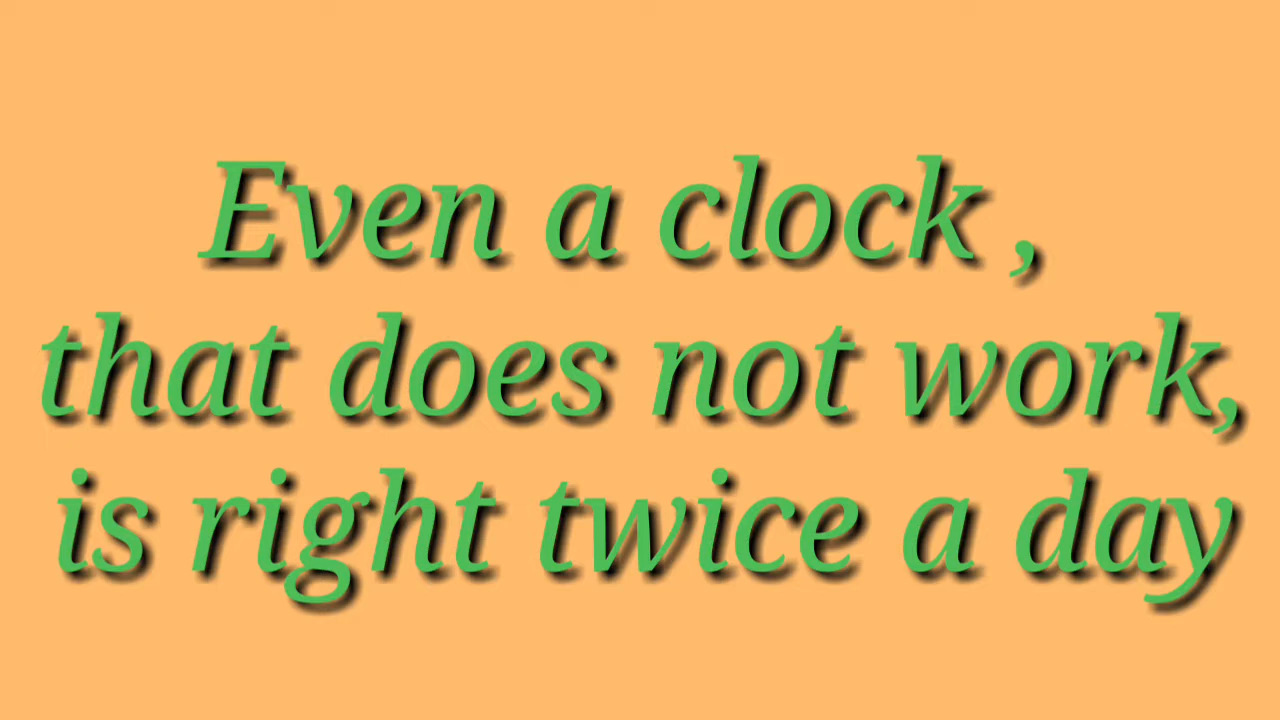 Even a clock ,
that does not work,
is right twice a day